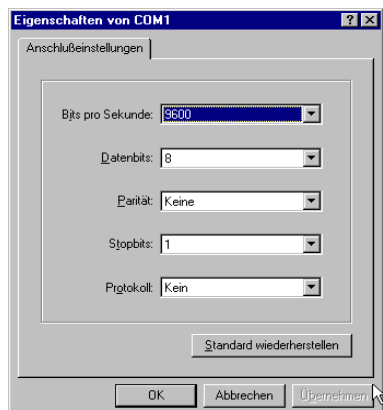 Eigenschaften von COM1
Anschlußeinstellungen
Bits pro Sekunde: 9600
Datenbits: 8
Parität: Keine
Stopbits: 1
Protokoll: Kein
Standard wiederherstellen
OK Abbrechen Übernehmen